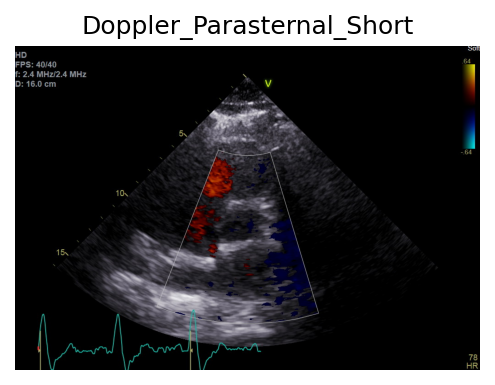 Doppler_Parasternal_Short
HD
FPS: 40/40
f: 2.4 MHz/2.4 MHz
D: 16.0 cm
V
Soft
64
-64
5
10
15
78
HR